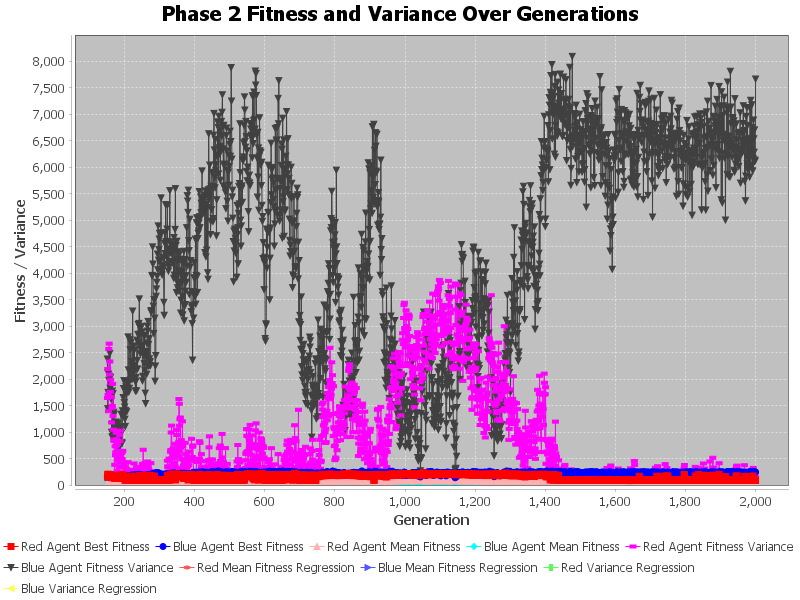 Phase 2 Fitness and Variance Over Generations
8,000
7,500
7,000
6,500
6,000
5,500
5,000
4,500
4,000
3,500
3,000
2,500
2,000
1,500
1,000
500
0
Fitness / Variance
200 400 600 800 1,000 1,200 1,400 1,600 1,800 2,000
Generation
Red Agent Best Fitness Blue Agent Best Fitness Red Agent Mean Fitness Blue Agent Mean Fitness Red Agent Fitness Variance
Blue Agent Fitness Variance Red Mean Fitness Regression Blue Mean Fitness Regression Red Variance Regression
Blue Variance Regression